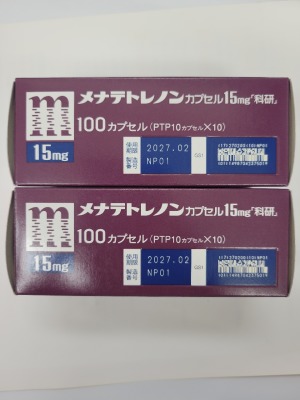 m メナテトレノンカプセル15mg「科研」
100カプセル(PTP10カプセル×10)
15mg
使用期限 2027.02
製造番号 NP01
GS1
m メナテトレノンカプセル15mg「科研」
100カプセル(PTP10カプセル×10)
15mg
使用期限 2027.02
製造番号 NP01
GS1